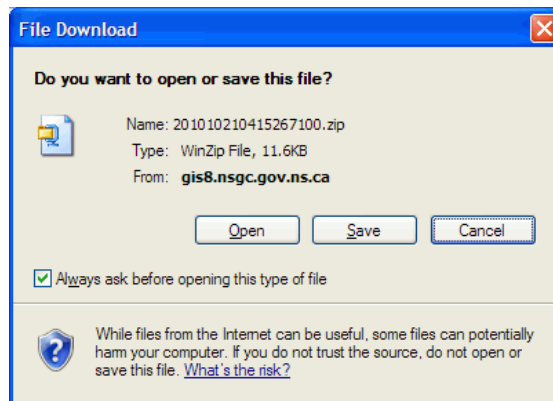 File Download
Do you want to open or save this file?
Name: 201010210415267100.zip
Type: WinZip File, 11.6KB
From: gis8.nsgc.gov.ns.ca
Open Save Cancel
Always ask before opening this type of file
While files from the Internet can be useful, some files can potentially
harm your computer. If you do not trust the source, do not open or
save this file. What's the risk?